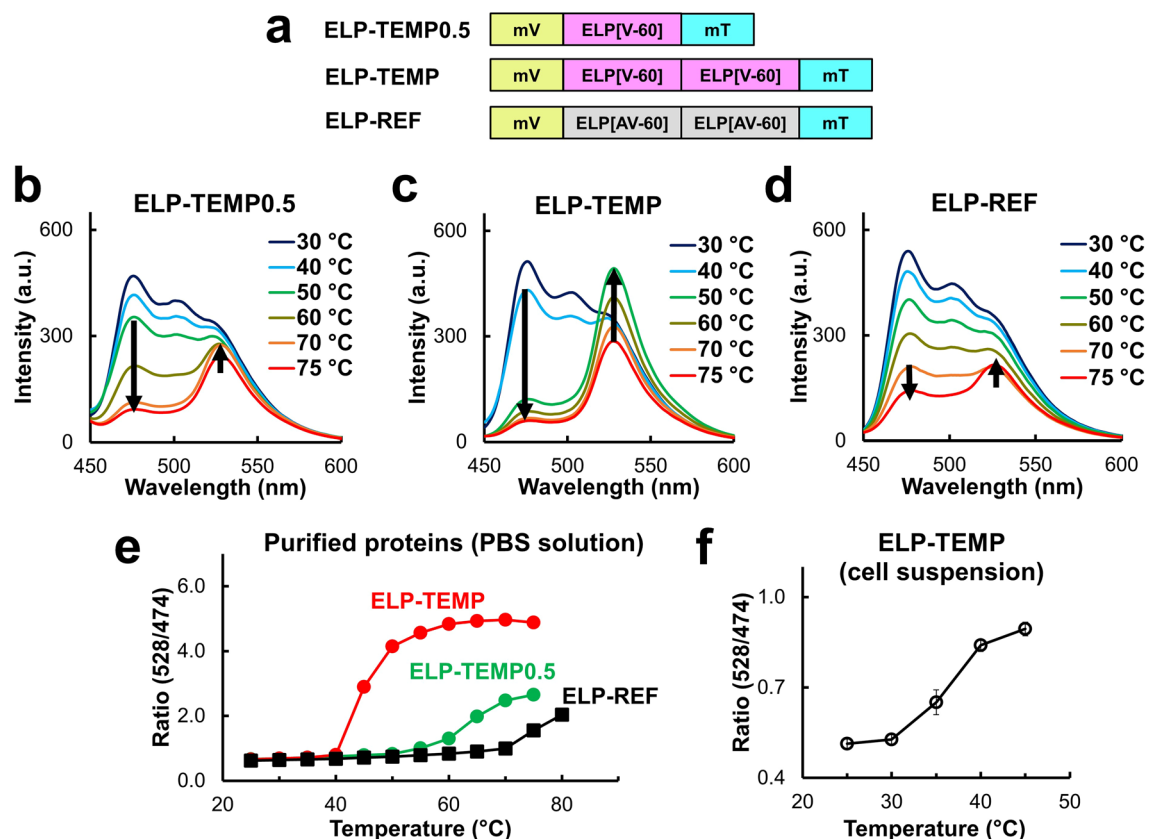 a
ELP-TEMP0.5 mV ELP[V-60] mT
ELP-TEMP mV ELP[V-60] ELP[V-60] mT
ELP-REF mV ELP[AV-60] ELP[AV-60] mT
b
ELP-TEMP0.5
600
300
0
Intensity (a.u.)
30 °C
40 °C
50 °C
60 °C
70 °C
75 °C
450 500 550 600
Wavelength (nm)
c
ELP-TEMP
600
300
0
Intensity (a.u.)
30 °C
40 °C
50 °C
60 °C
70 °C
75 °C
450 500 550 600
Wavelength (nm)
d
ELP-REF
600
300
0
Intensity (a.u.)
30 °C
40 °C
50 °C
60 °C
70 °C
75 °C
450 500 550 600
Wavelength (nm)
e
Purified proteins (PBS solution)
6.0
4.0
2.0
0.0
Ratio (528/474)
ELP-TEMP
ELP-TEMP0.5
ELP-REF
20 40 60 80
Temperature (°C)
f
ELP-TEMP
(cell suspension)
1.0
0.7
0.4
Ratio (528/474)
20 30 40 50
Temperature (°C)